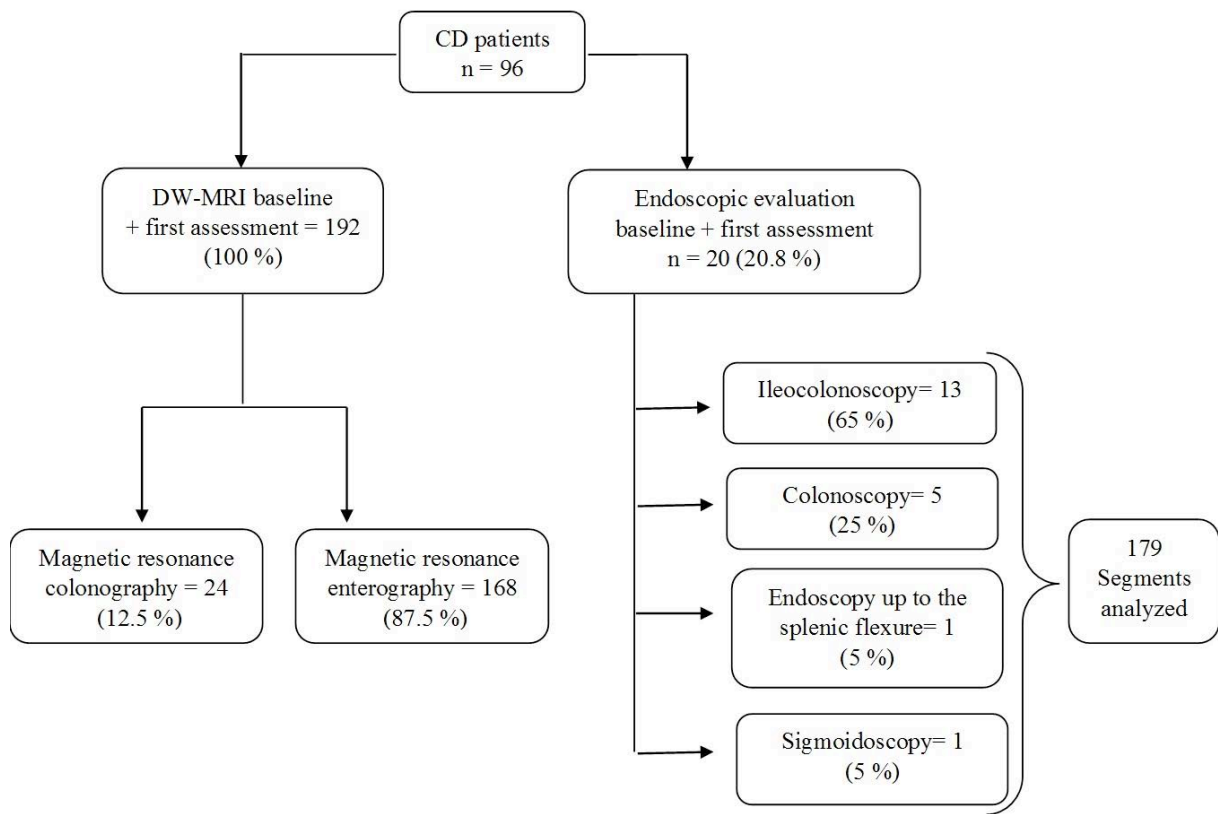 CD patients
n = 96
DW-MRI baseline
+ first assessment = 192
(100 %)
Endoscopic evaluation
baseline + first assessment
n = 20 (20.8 %)
Magnetic resonance
colonography = 24
(12.5 %)
Magnetic resonance
enterography = 168
(87.5 %)
Ileocolonoscopy= 13
(65 %)
Colonoscopy= 5
(25 %)
Endoscopy up to the
splenic flexure= 1
(5 %)
Sigmoidoscopy= 1
(5 %)
179
Segments
analyzed